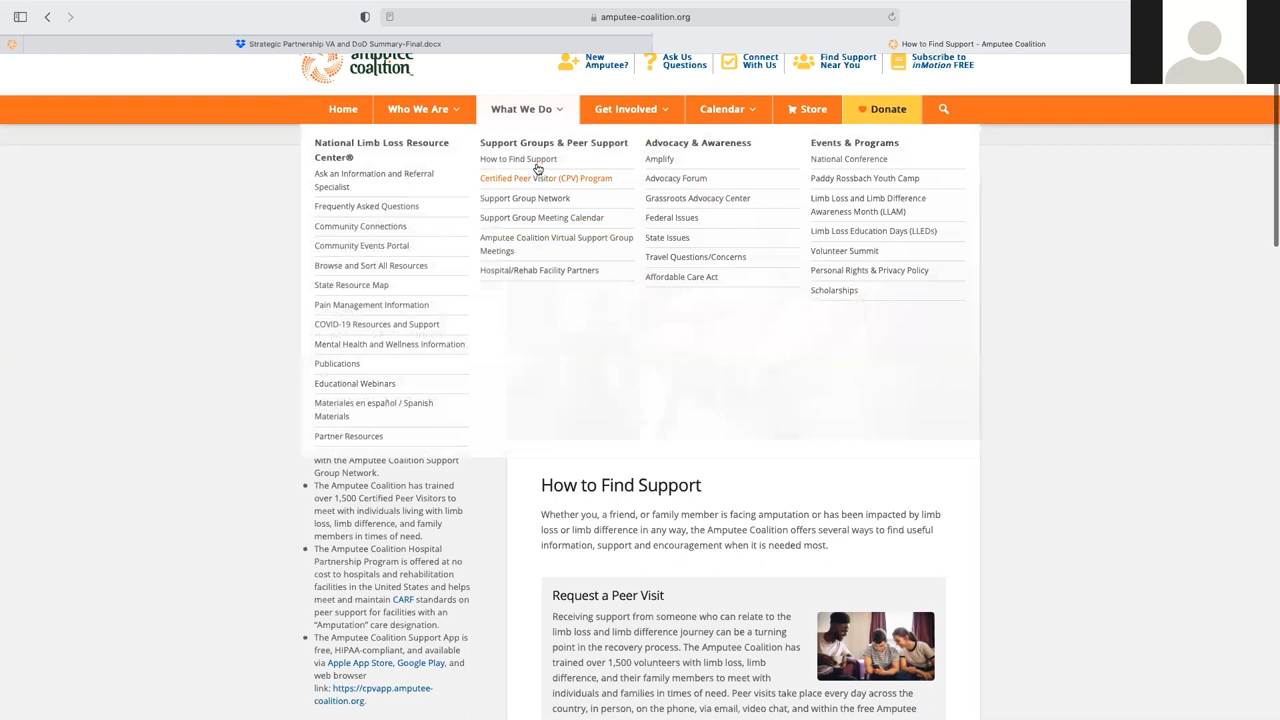 amputee-coalition.org
Strategic Partnership VA and DoD Summary-Final.docx
How to Find Support - Amputee Coalition
amputee
coalition
New
Amputee?
Ask Us
Questions
Connect
With Us
Find Support
Near You
Subscribe to
inMotion FREE
Home
Who We Are
What We Do
Get Involved
Calendar
Store
Donate
National Limb Loss Resource
Center®
Ask an Information and Referral
Specialist
Frequently Asked Questions
Community Connections
Community Events Portal
Browse and Sort All Resources
State Resource Map
Pain Management Information
COVID-19 Resources and Support
Mental Health and Wellness Information
Publications
Educational Webinars
Materiales en español / Spanish
Materials
Partner Resources
Support Groups & Peer Support
How to Find Support
Certified Peer Visitor (CPV) Program
Support Group Network
Support Group Meeting Calendar
Amputee Coalition Virtual Support Group
Meetings
Hospital/Rehab Facility Partners
Advocacy & Awareness
Amplify
Advocacy Forum
Grassroots Advocacy Center
Federal Issues
State Issues
Travel Questions/Concerns
Affordable Care Act
Events & Programs
National Conference
Paddy Rossbach Youth Camp
Limb Loss and Limb Difference
Awareness Month (LLAM)
Limb Loss Education Days (LLEDs)
Volunteer Summit
Personal Rights & Privacy Policy
Scholarships
with the Amputee Coalition Support
Group Network.
The Amputee Coalition has trained
over 1,500 Certified Peer Visitors to
meet with individuals living with limb
loss, limb difference, and family
members in times of need.
The Amputee Coalition Hospital
Partnership Program is offered at no
cost to hospitals and rehabilitation
facilities in the United States and helps
meet and maintain CARF standards on
peer support for facilities with an
“Amputation” care designation.
The Amputee Coalition Support App is
free, HIPAA-compliant, and available
via Apple App Store, Google Play, and
web browser
link: https://cpvapp.amputee-
coalition.org.
How to Find Support
Whether you, a friend, or family member is facing amputation or has been impacted by limb
loss or limb difference in any way, the Amputee Coalition offers several ways to find useful
information, support and encouragement when it is needed most.
Request a Peer Visit
Receiving support from someone who can relate to the
limb loss and limb difference journey can be a turning
point in the recovery process. The Amputee Coalition has
trained over 1,500 volunteers with limb loss, limb
difference, and their family members to meet with
individuals and families in times of need. Peer visits take place every day across the
country, in person, on the phone, via email, video chat, and within the free Amputee